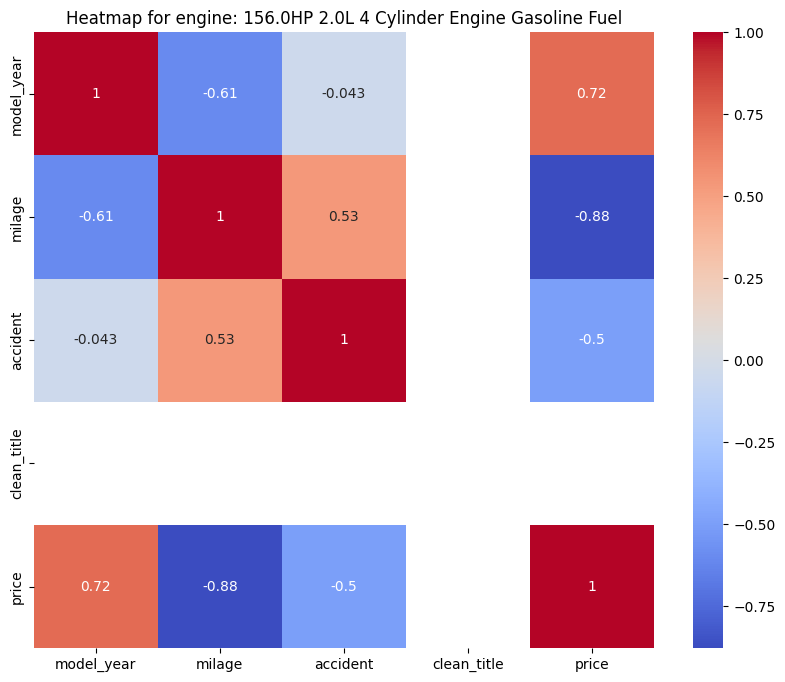 Heatmap for engine: 156.0HP 2.0L 4 Cylinder Engine Gasoline Fuel
model_year
1
-0.61
-0.043
0.72
milage
-0.61
1
0.53
-0.88
accident
-0.043
0.53
1
-0.5
clean_title
price
0.72
-0.88
-0.5
1
model_year
milage
accident
clean_title
price
1.00
0.75
0.50
0.25
0.00
−0.25
−0.50
−0.75